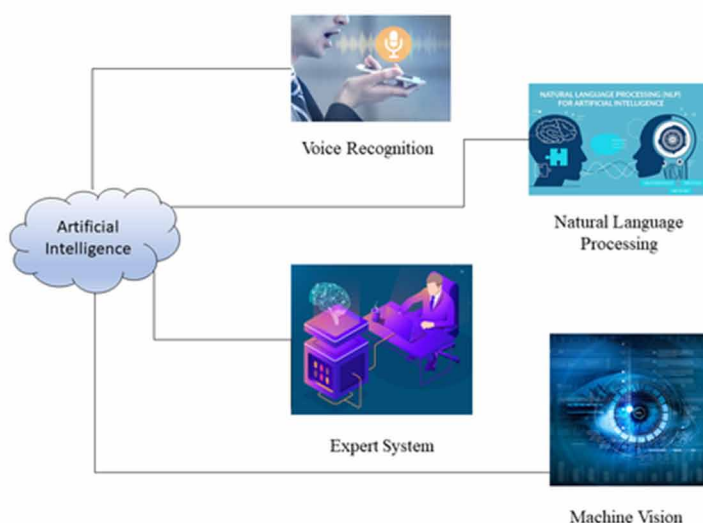 Voice Recognition
NATURAL LANGUAGE PROCESSING (NLP)
FOR ARTIFICIAL INTELLIGENCE
Artificial
Intelligence
Natural Language
Processing
Expert System
Machine Vision